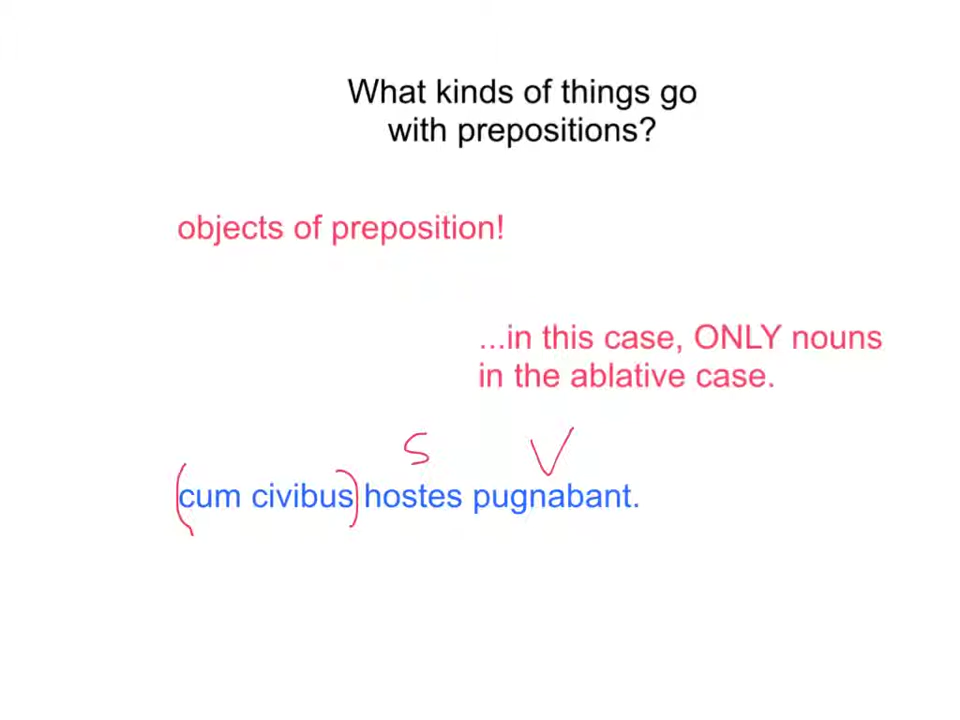 What kinds of things go
with prepositions?
objects of preposition!
...in this case, ONLY nouns
in the ablative case.
S V
(cum civibus) hostes pugnabant.